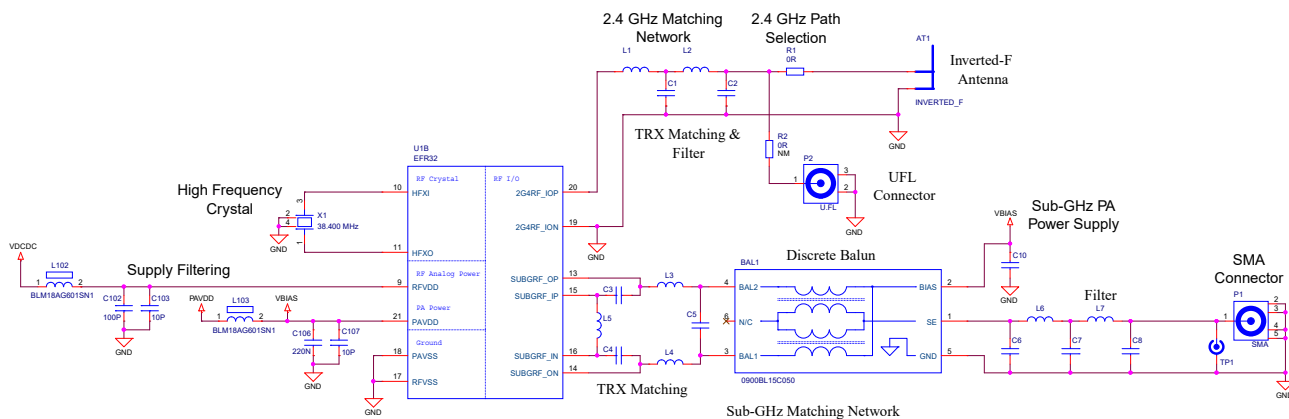 2.4 GHz Matching
Network
2.4 GHz Path
Selection
L1
L2
R1
0R
AT1
Inverted-F
Antenna
C1
C2
INVERTED_F
GND
TRX Matching &
Filter
R2
0R
NM
P2
1
3
2
U.FL
UFL
Connector
GND
U1B
EFR32
RF Crystal
RF I/O
High Frequency
Crystal
10
HFXI
2G4RF_IOP
20
3
2
4
X1
38.400 MHz
1
GND
2G4RF_ION
19
GND
11
HFXO
Sub-GHz PA
Power Supply
VBIAS
C10
GND
VDCDC
L102
1
2
BLM18AG601SN1
Supply Filtering
RF Analog Power
9
RFVDD
C102
100P
C103
10P
GND
PAVDD
L103
VBIAS
1
2
BLM18AG601SN1
PA Power
21
PAVDD
C106
220N
C107
10P
GND
Ground
18
PAVSS
17
RFVSS
GND
SUBGRF_OP
13
SUBGRF_IP
15
SUBGRF_IN
16
SUBGRF_ON
14
C3
L3
L5
C5
C4
L4
TRX Matching
Discrete Balun
BAL1
4
BAL2
BIAS
2
6
N/C
SE
1
3
BAL1
GND
5
0900BL15C050
Sub-GHz Matching Network
Filter
L6
L7
C6
C7
C8
TP1
SMA
Connector
P1
1
2
3
4
5
SMA
GND